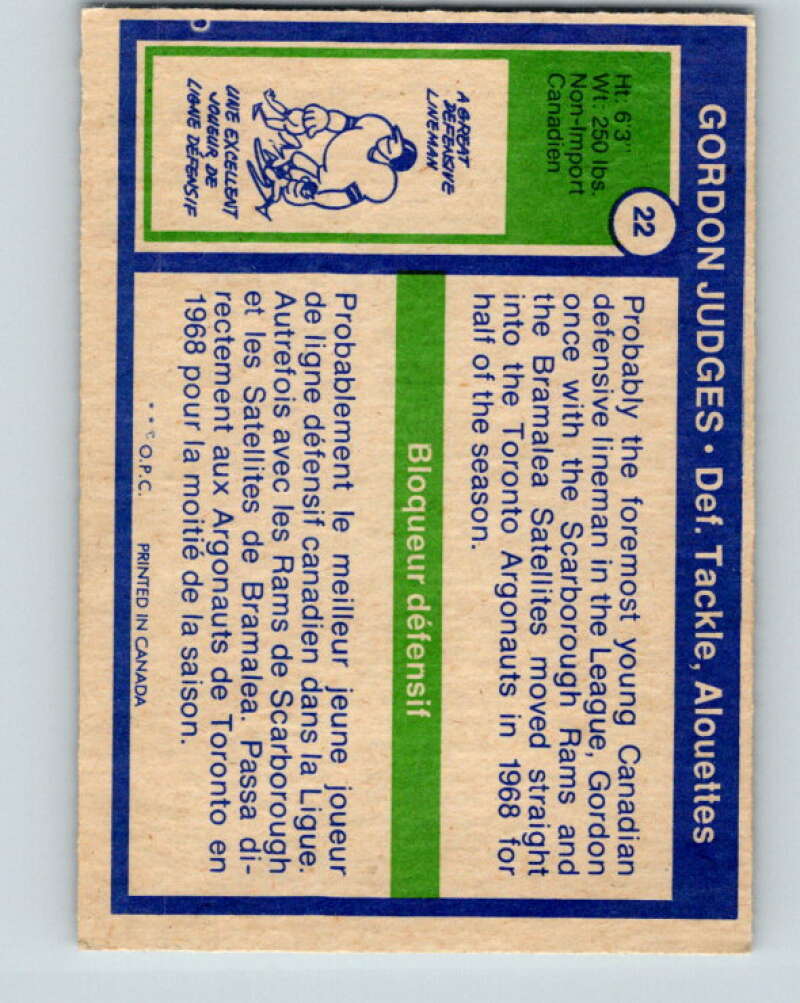 GORDON JUDGES • Def. Tackle, Alouettes
22
Ht: 6'3"
Wt: 250 lbs.
Non-Import
Canadien
A GREAT
DEFENSIVE
LINEMAN
UNE EXCELLENT
JOUEUR DE
LIGNE DÉFENSIF
Probably the foremost young Canadian
defensive lineman in the League, Gordon
once with the Scarborough Rams and
the Bramalea Satellites moved straight
into the Toronto Argonauts in 1968 for
half of the season.
Bloqueur défensif
Probablement le meilleur jeune joueur
de ligne défensif canadien dans la Ligue.
Autrefois avec les Rams de Scarborough
et les Satellites de Bramalea. Passa di-
rectement aux Argonauts de Toronto en
1968 pour la moitié de la saison.
* * © O.P.C. PRINTED IN CANADA